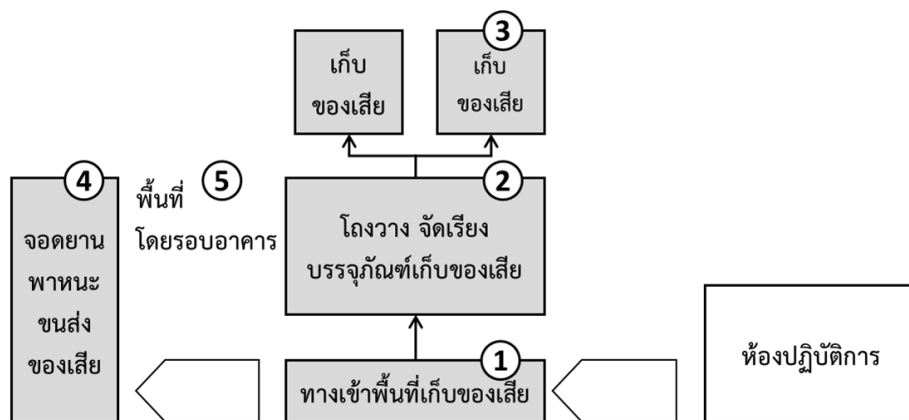 3
เก็บ
ของเสีย
เก็บ
ของเสีย
4
จอดยาน
พาหนะ
ขนส่ง
ของเสีย
พื้นที่ 5
โดยรอบอาคาร
2
โถงวาง จัดเรียง
บรรจุภัณฑ์เก็บของเสีย
1
ทางเข้าพื้นที่เก็บของเสีย
ห้องปฏิบัติการ